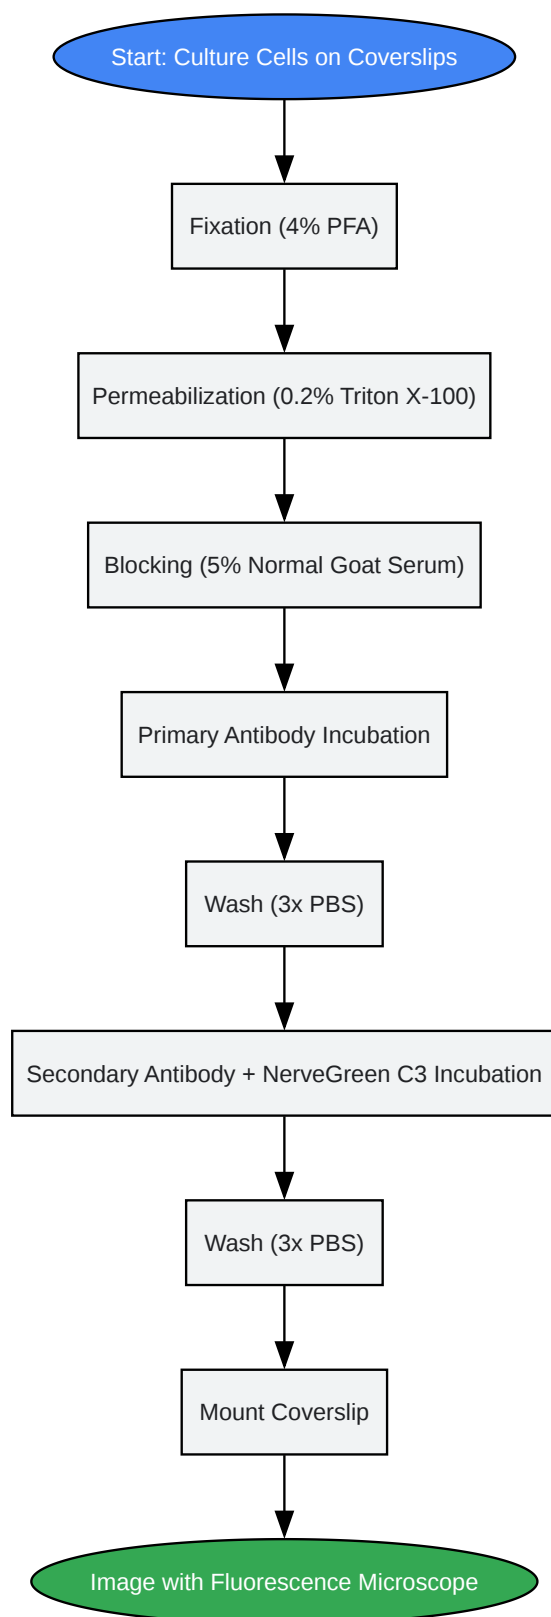 Start: Culture Cells on Coverslips
Fixation (4% PFA)
Permeabilization (0.2% Triton X-100)
Blocking (5% Normal Goat Serum)
Primary Antibody Incubation
Wash (3x PBS)
Secondary Antibody + NerveGreen C3 Incubation
Wash (3x PBS)
Mount Coverslip
Image with Fluorescence Microscope